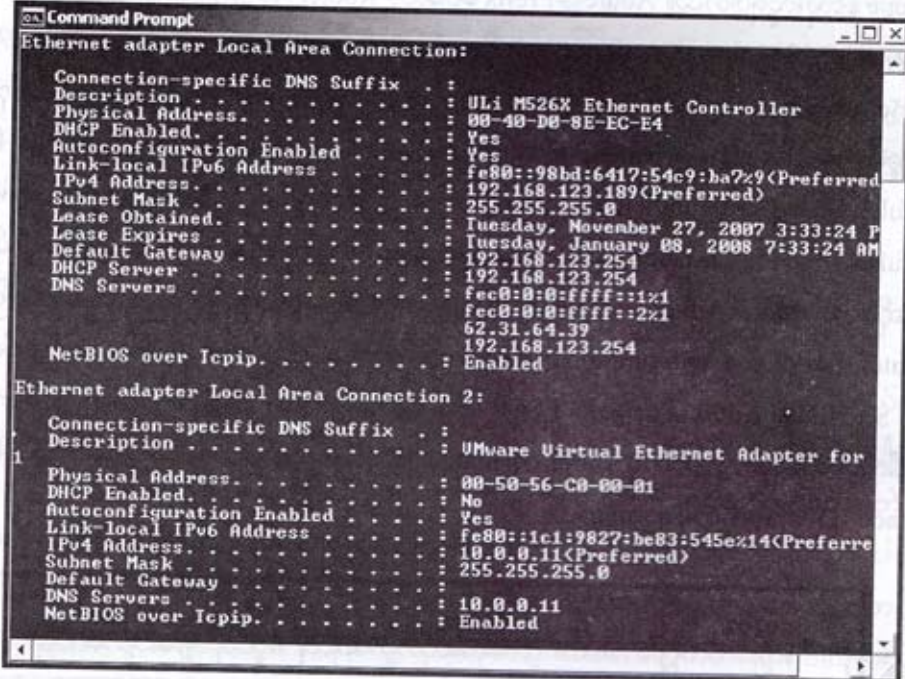 Command Prompt
Ethernet adapter Local Area Connection:
Connection-specific DNS Suffix . :
Description . . . . . . . . . . . : ULi M526X Ethernet Controller
Physical Address. . . . . . . . . : 00-40-D0-8E-EC-E4
DHCP Enabled. . . . . . . . . . . : Yes
Autoconfiguration Enabled . . . . : Yes
Link-local IPv6 Address . . . . . : fe80::98bd:6417:54c9:ba7%9(Preferred
IPv4 Address. . . . . . . . . . . : 192.168.123.189(Preferred)
Subnet Mask . . . . . . . . . . . : 255.255.255.0
Lease Obtained. . . . . . . . . . : Tuesday, November 27, 2007 3:33:24 P
Lease Expires . . . . . . . . . . : Tuesday, January 08, 2008 7:33:24 AM
Default Gateway . . . . . . . . . : 192.168.123.254
DHCP Server . . . . . . . . . . . : 192.168.123.254
DNS Servers . . . . . . . . . . . : fec0:0:0:ffff::1%1
fec0:0:0:ffff::2%1
62.31.64.39
192.168.123.254
NetBIOS over Tcpip. . . . . . . . : Enabled
Ethernet adapter Local Area Connection 2:
Connection-specific DNS Suffix . :
Description . . . . . . . . . . . : VMware Virtual Ethernet Adapter for
1
Physical Address. . . . . . . . . : 00-50-56-C0-00-01
DHCP Enabled. . . . . . . . . . . : No
Autoconfiguration Enabled . . . . : Yes
Link-local IPv6 Address . . . . . : fe80::1c1:9827:be83:545e%14(Preferre
IPv4 Address. . . . . . . . . . . : 10.0.0.11(Preferred)
Subnet Mask . . . . . . . . . . . : 255.255.255.0
Default Gateway . . . . . . . . . :
DNS Servers . . . . . . . . . . . : 10.0.0.11
NetBIOS over Tcpip. . . . . . . . : Enabled